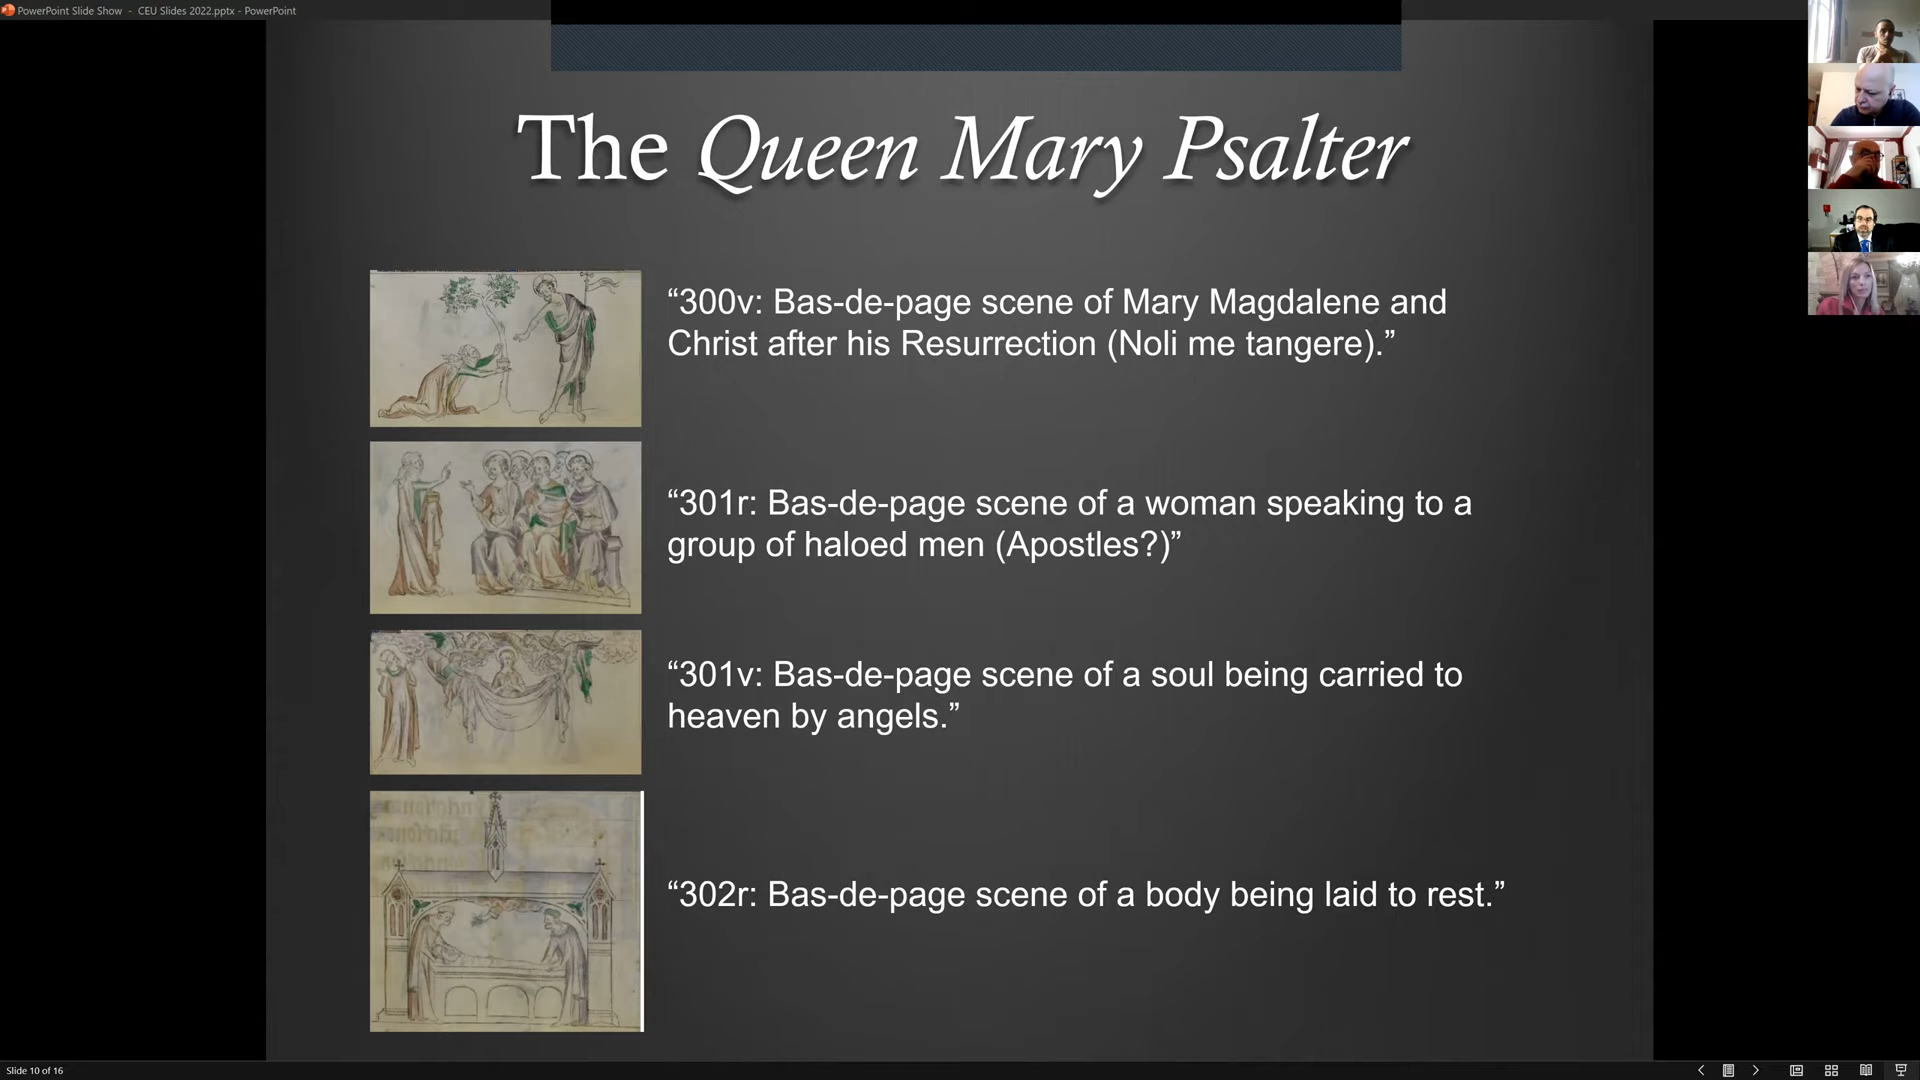 PowerPoint Slide Show - CEU Slides 2022.pptx - PowerPoint
The Queen Mary Psalter
“300v: Bas-de-page scene of Mary Magdalene and
Christ after his Resurrection (Noli me tangere).”
“301r: Bas-de-page scene of a woman speaking to a
group of haloed men (Apostles?)”
“301v: Bas-de-page scene of a soul being carried to
heaven by angels.”
“302r: Bas-de-page scene of a body being laid to rest.”
Slide 10 of 16